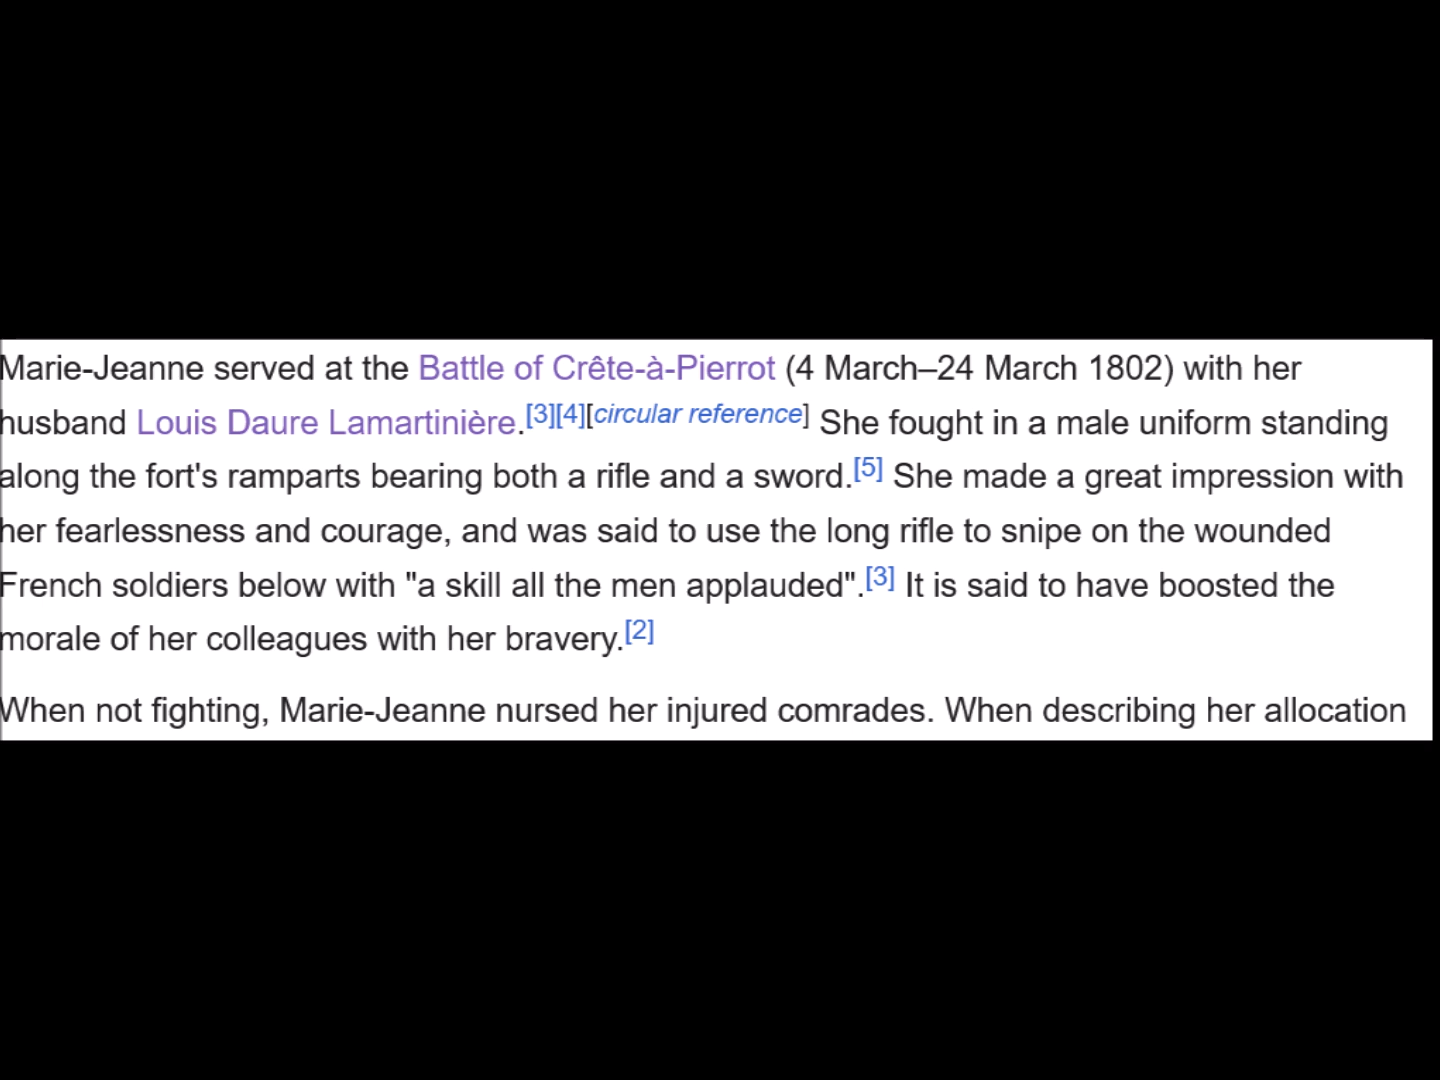 Marie-Jeanne served at the Battle of Crête-à-Pierrot (4 March–24 March 1802) with her
husband Louis Daure Lamartinière.[3][4][circular reference] She fought in a male uniform standing
along the fort's ramparts bearing both a rifle and a sword.[5] She made a great impression with
her fearlessness and courage, and was said to use the long rifle to snipe on the wounded
French soldiers below with "a skill all the men applauded".[3] It is said to have boosted the
morale of her colleagues with her bravery.[2]
When not fighting, Marie-Jeanne nursed her injured comrades. When describing her allocation